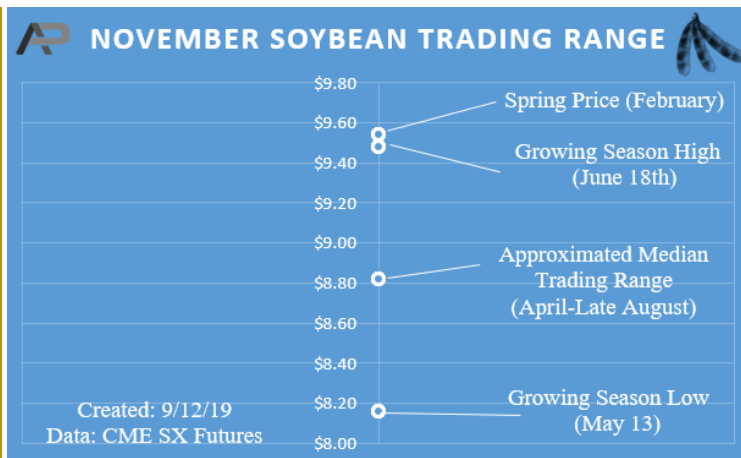 AP NOVEMBER SOYBEAN TRADING RANGE
$9.80
Spring Price (February)
$9.60
Growing Season High
(June 18th)
$9.40
$9.20
$9.00
Approximated Median
Trading Range
(April-Late August)
$8.80
$8.60
$8.40
Growing Season Low
(May 13)
$8.20
$8.00
Created: 9/12/19
Data: CME SX Futures